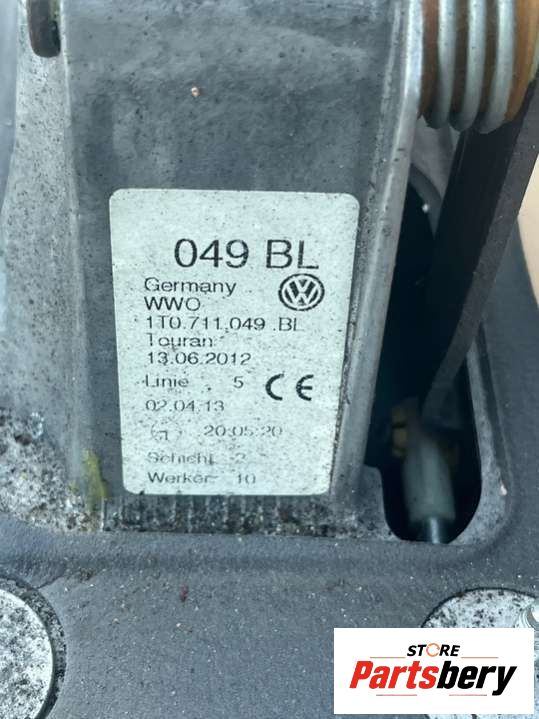 049 BL
Germany
WWO
1T0.711.049 .BL
Touran
13.06.2012
Linie 5 CE
02.04.13
20:05:20
Schicht 2
Werker 10
STORE
Partsbery